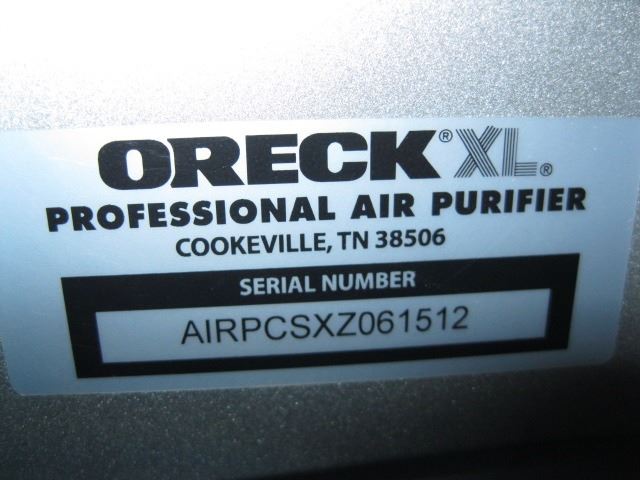 ORECK® XL®
PROFESSIONAL AIR PURIFIER
COOKEVILLE, TN 38506
SERIAL NUMBER
AIRPCSXZ061512